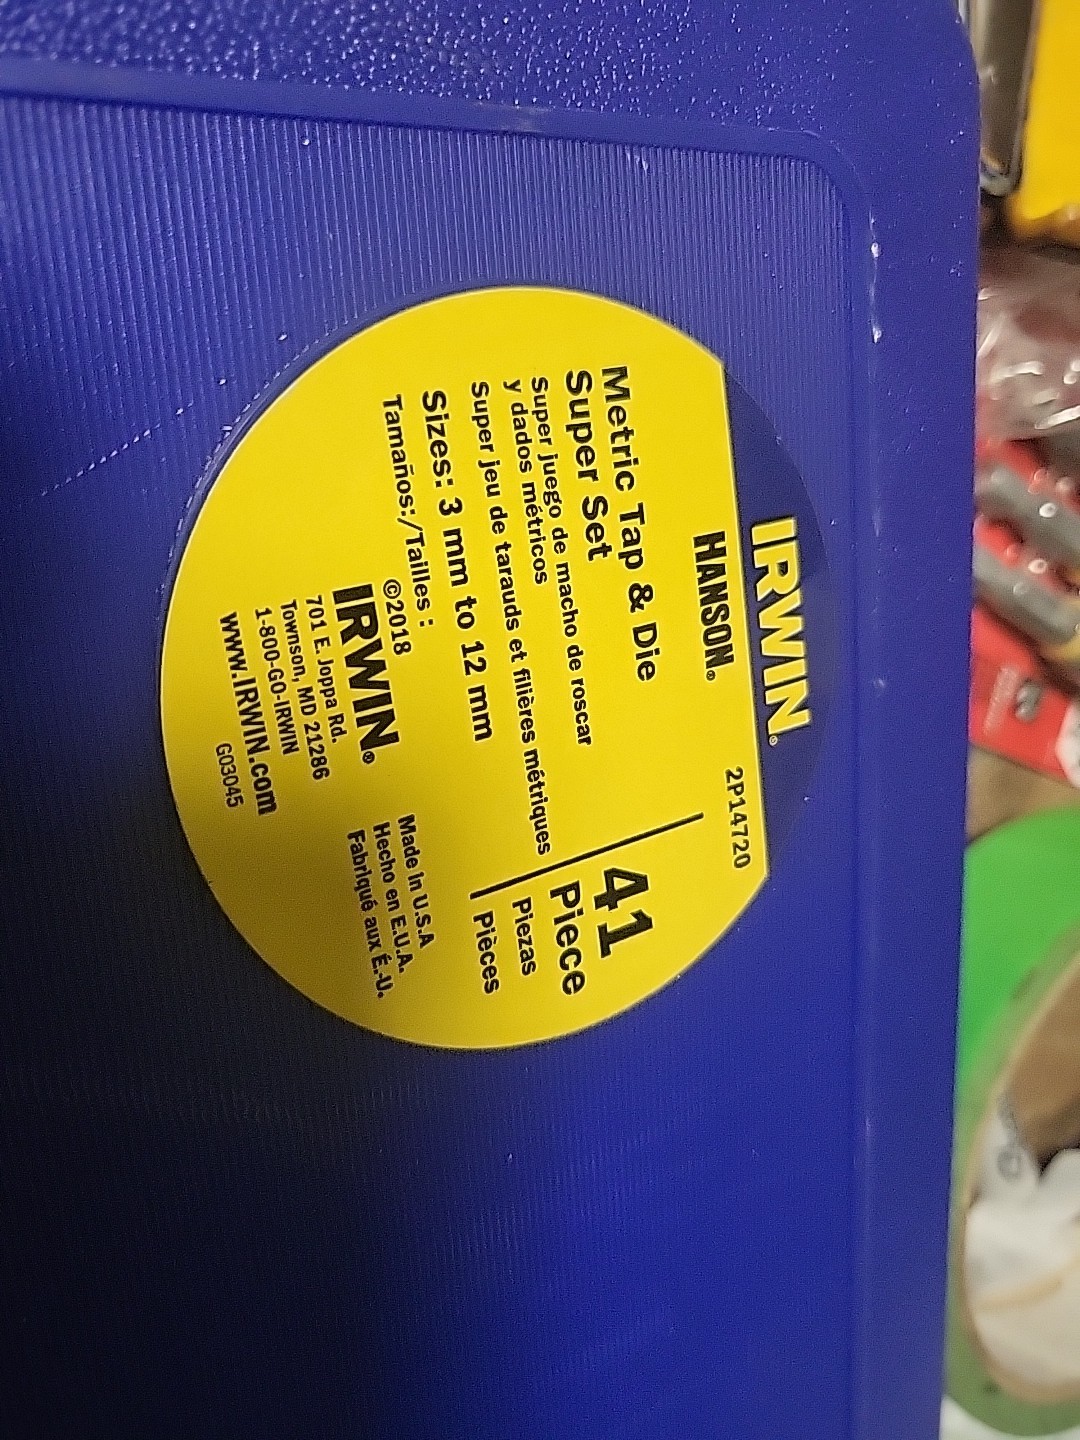 IRWIN®
HANSON®
2P14720
Metric Tap & Die
Super Set
Super juego de macho de roscar
y dados métricos
Super jeu de tarauds et filières métriques
41
Piece
Piezas
Pièces
Sizes: 3 mm to 12 mm
Tamaños:/Tailles :
©2018
IRWIN®
701 E. Joppa Rd.
Townson, MD 21286
1-800-GO-IRWIN
www.IRWIN.com
G03045
Made in U.S.A
Hecho en E.U.A.
Fabriqué aux É.-U.